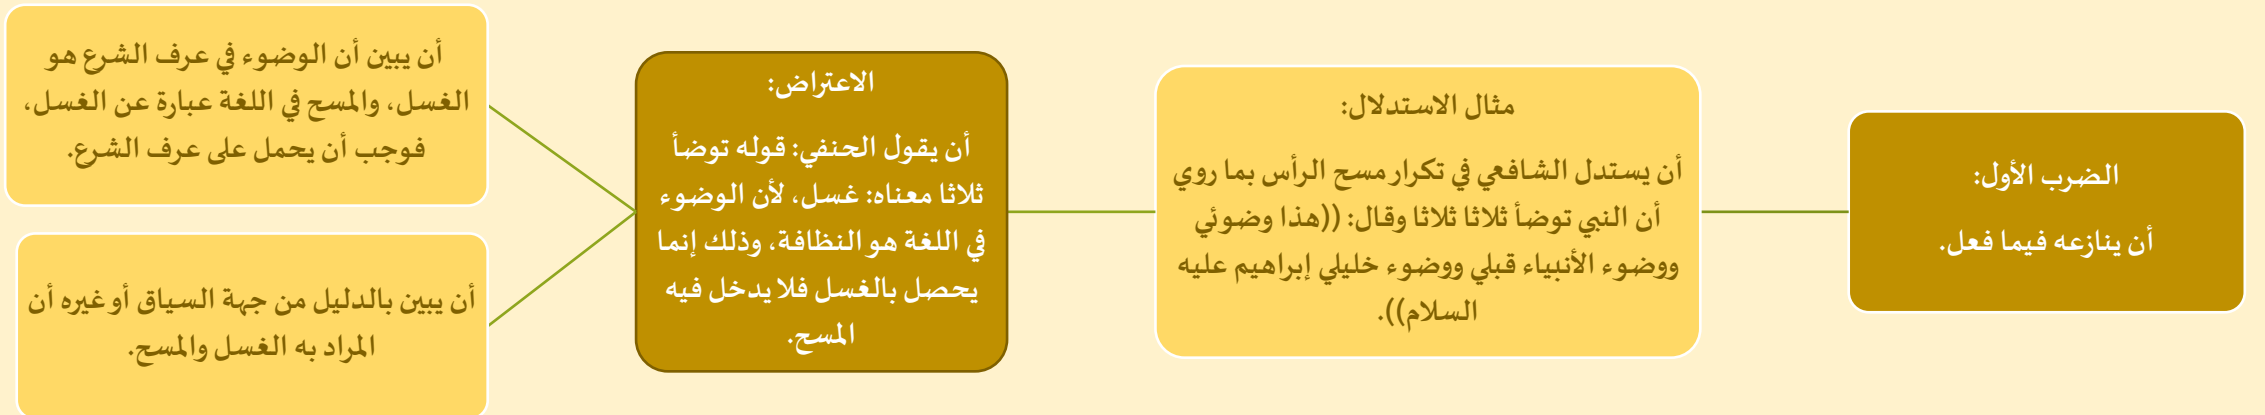 الضرب الأول:
أن ينازعه فيما فعل.
مثال الاستدلال:
أن يستدل الشافعي في تكرار مسح الرأس بما روي
أن النبي توضأ ثلاثا ثلاثا وقال: ((هذا وضوئي
ووضوء الأنبياء قبلي ووضوء خليلي إبراهيم عليه
السلام)).
الاعتراض:
أن يقول الحنفي: قوله توضأ
ثلاثا معناه: غسل، لأن الوضوء
في اللغة هو النظافة، وذلك إنما
يحصل بالغسل فلا يدخل فيه
المسح.
أن يبين أن الوضوء في عرف الشرع هو
الغسل، والمسح في اللغة عبارة عن الغسل،
فوجب أن يحمل على عرف الشرع.
أن يبين بالدليل من جهة السياق أو غيره أن
المراد به الغسل والمسح.